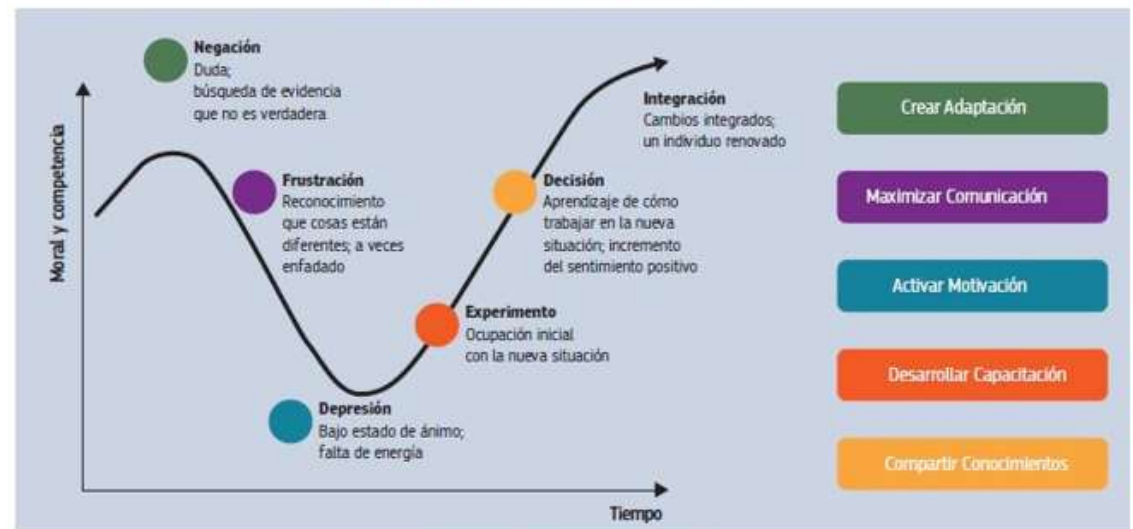 Negación
Duda;
búsqueda de evidencia
que no es verdadera
Moral y competencia
Frustración
Reconocimiento
que cosas están
diferentes; a veces
enfadado
Depresión
Bajo estado de ánimo;
falta de energía
Experimento
Ocupación inicial
con la nueva situación
Decisión
Aprendizaje de cómo
trabajar en la nueva
situación; incremento
del sentimiento positivo
Integración
Cambios integrados;
un individuo renovado
Tiempo
Crear Adaptación
Maximizar Comunicación
Activar Motivación
Desarrollar Capacitación
Compartir Conocimientos